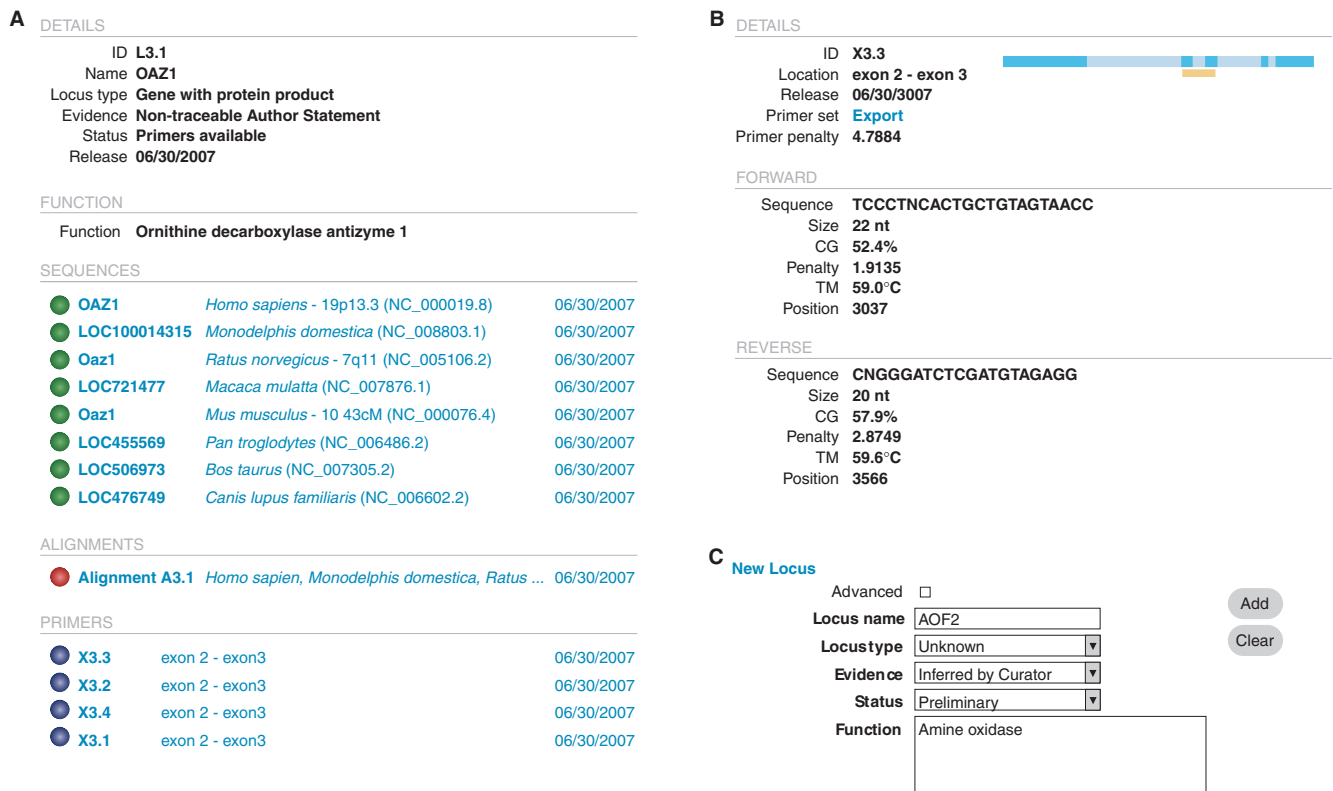 A
DETAILS
ID L3.1
Name OAZ1
Locus type Gene with protein product
Evidence Non-traceable Author Statement
Status Primers available
Release 06/30/2007
FUNCTION
Function Ornithine decarboxylase antizyme 1
SEQUENCES
OAZ1 Homo sapiens - 19p13.3 (NC_000019.8) 06/30/2007
LOC100014315 Monodelphis domestica (NC_008803.1) 06/30/2007
Oaz1 Ratus norvegicus - 7q11 (NC_005106.2) 06/30/2007
LOC721477 Macaca mulatta (NC_007876.1) 06/30/2007
Oaz1 Mus musculus - 10 43cM (NC_000076.4) 06/30/2007
LOC455569 Pan troglodytes (NC_006486.2) 06/30/2007
LOC506973 Bos taurus (NC_007305.2) 06/30/2007
LOC476749 Canis lupus familiaris (NC_006602.2) 06/30/2007
ALIGNMENTS
Alignment A3.1 Homo sapien, Monodelphis domestica, Ratus ... 06/30/2007
PRIMERS
X3.3 exon 2 - exon3 06/30/2007
X3.2 exon 2 - exon3 06/30/2007
X3.4 exon 2 - exon3 06/30/2007
X3.1 exon 2 - exon3 06/30/2007
B
DETAILS
ID X3.3
Location exon 2 - exon 3
Release 06/30/3007
Primer set Export
Primer penalty 4.7884
FORWARD
Sequence TCCCTNCACTGCTGTAGTAACC
Size 22 nt
CG 52.4%
Penalty 1.9135
TM 59.0°C
Position 3037
REVERSE
Sequence CNGGGATCTCGATGTAGAGG
Size 20 nt
CG 57.9%
Penalty 2.8749
TM 59.6°C
Position 3566
C
New Locus
Advanced
Locus name AOF2
Locus type Unknown
Evidence Inferred by Curator
Status Preliminary
Function Amine oxidase
Add
Clear